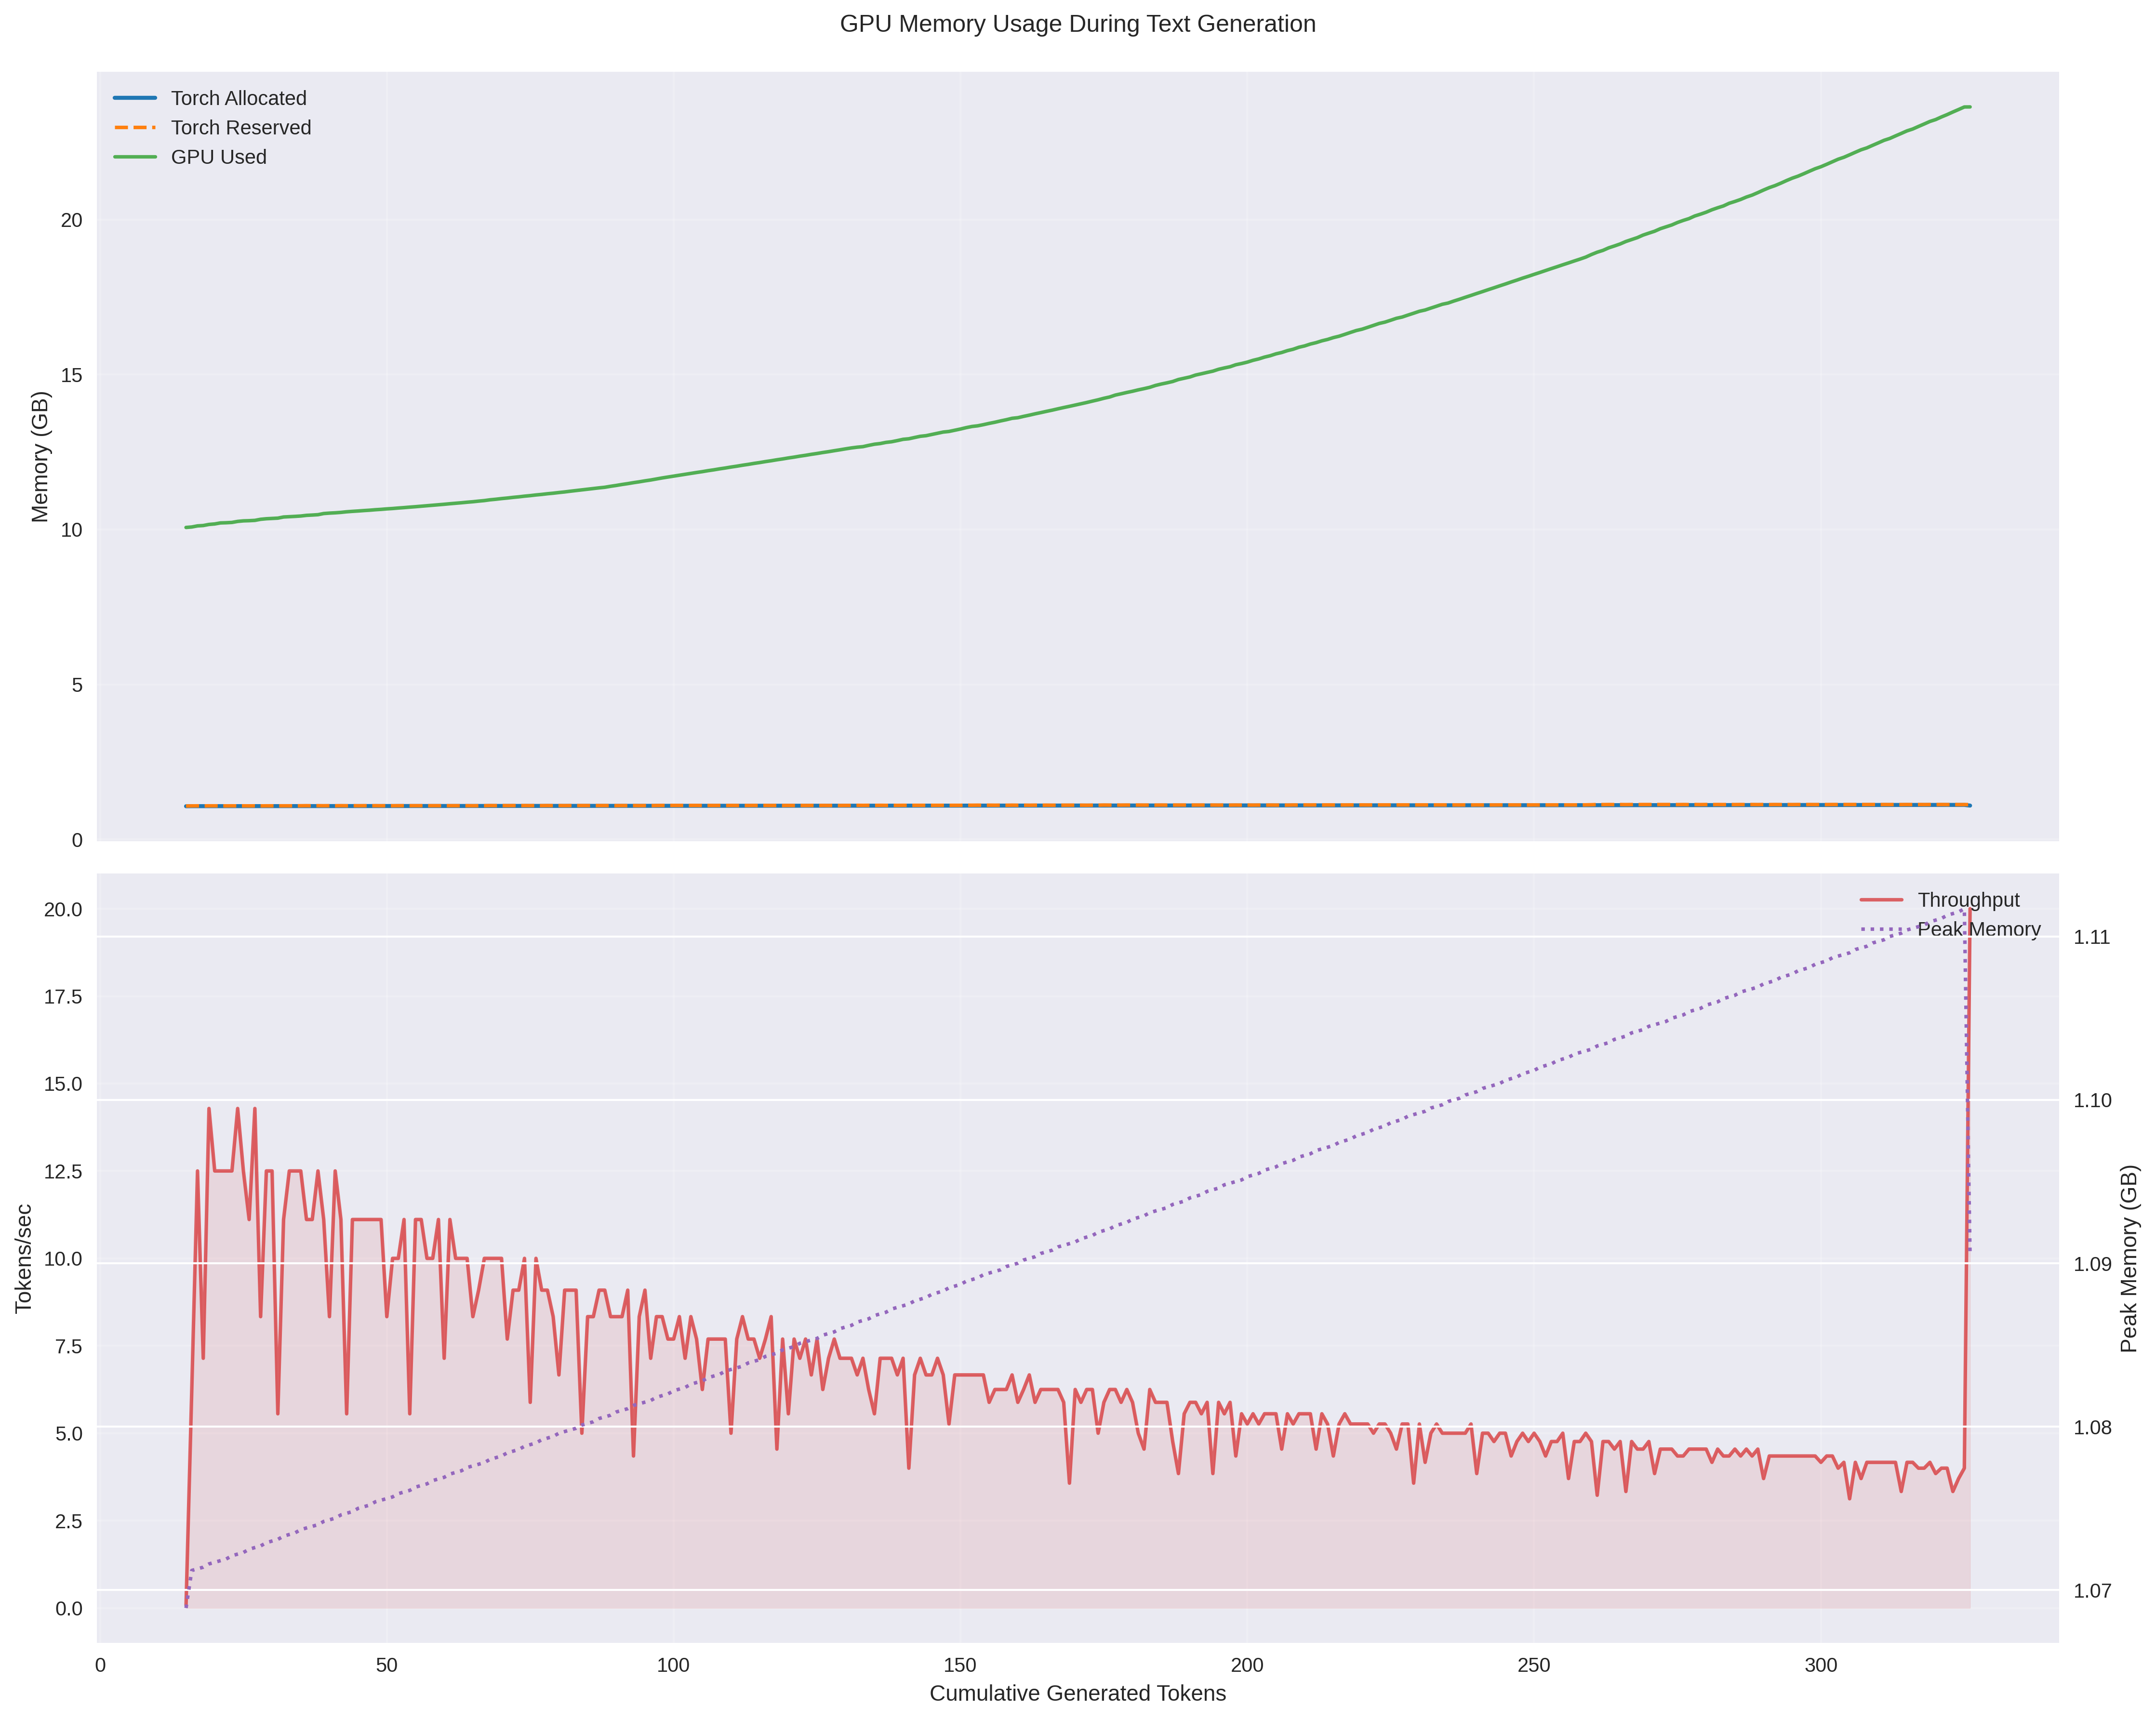 GPU Memory Usage During Text Generation
Torch Allocated
Torch Reserved
GPU Used
Memory (GB)
20
15
10
5
0
Throughput
Peak Memory
Tokens/sec
20.0
17.5
15.0
12.5
10.0
7.5
5.0
2.5
0.0
1.11
1.10
1.09
1.08
1.07
Peak Memory (GB)
0 50 100 150 200 250 300
Cumulative Generated Tokens